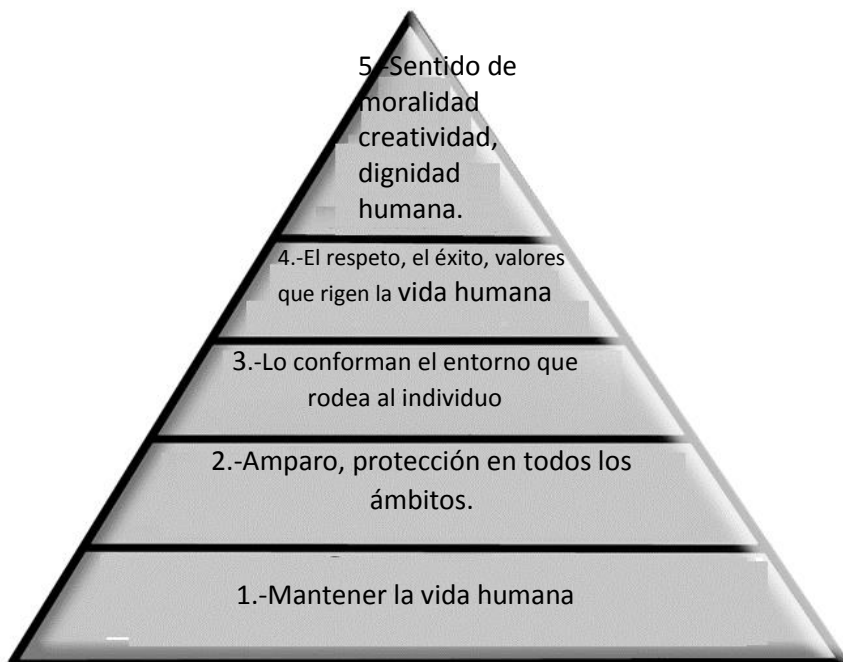 5.-Sentido de
moralidad
creatividad,
dignidad
humana.
4.-El respeto, el éxito, valores
que rigen la vida humana
3.-Lo conforman el entorno que
rodea al individuo
2.-Amparo, protección en todos los
ámbitos.
1.-Mantener la vida humana